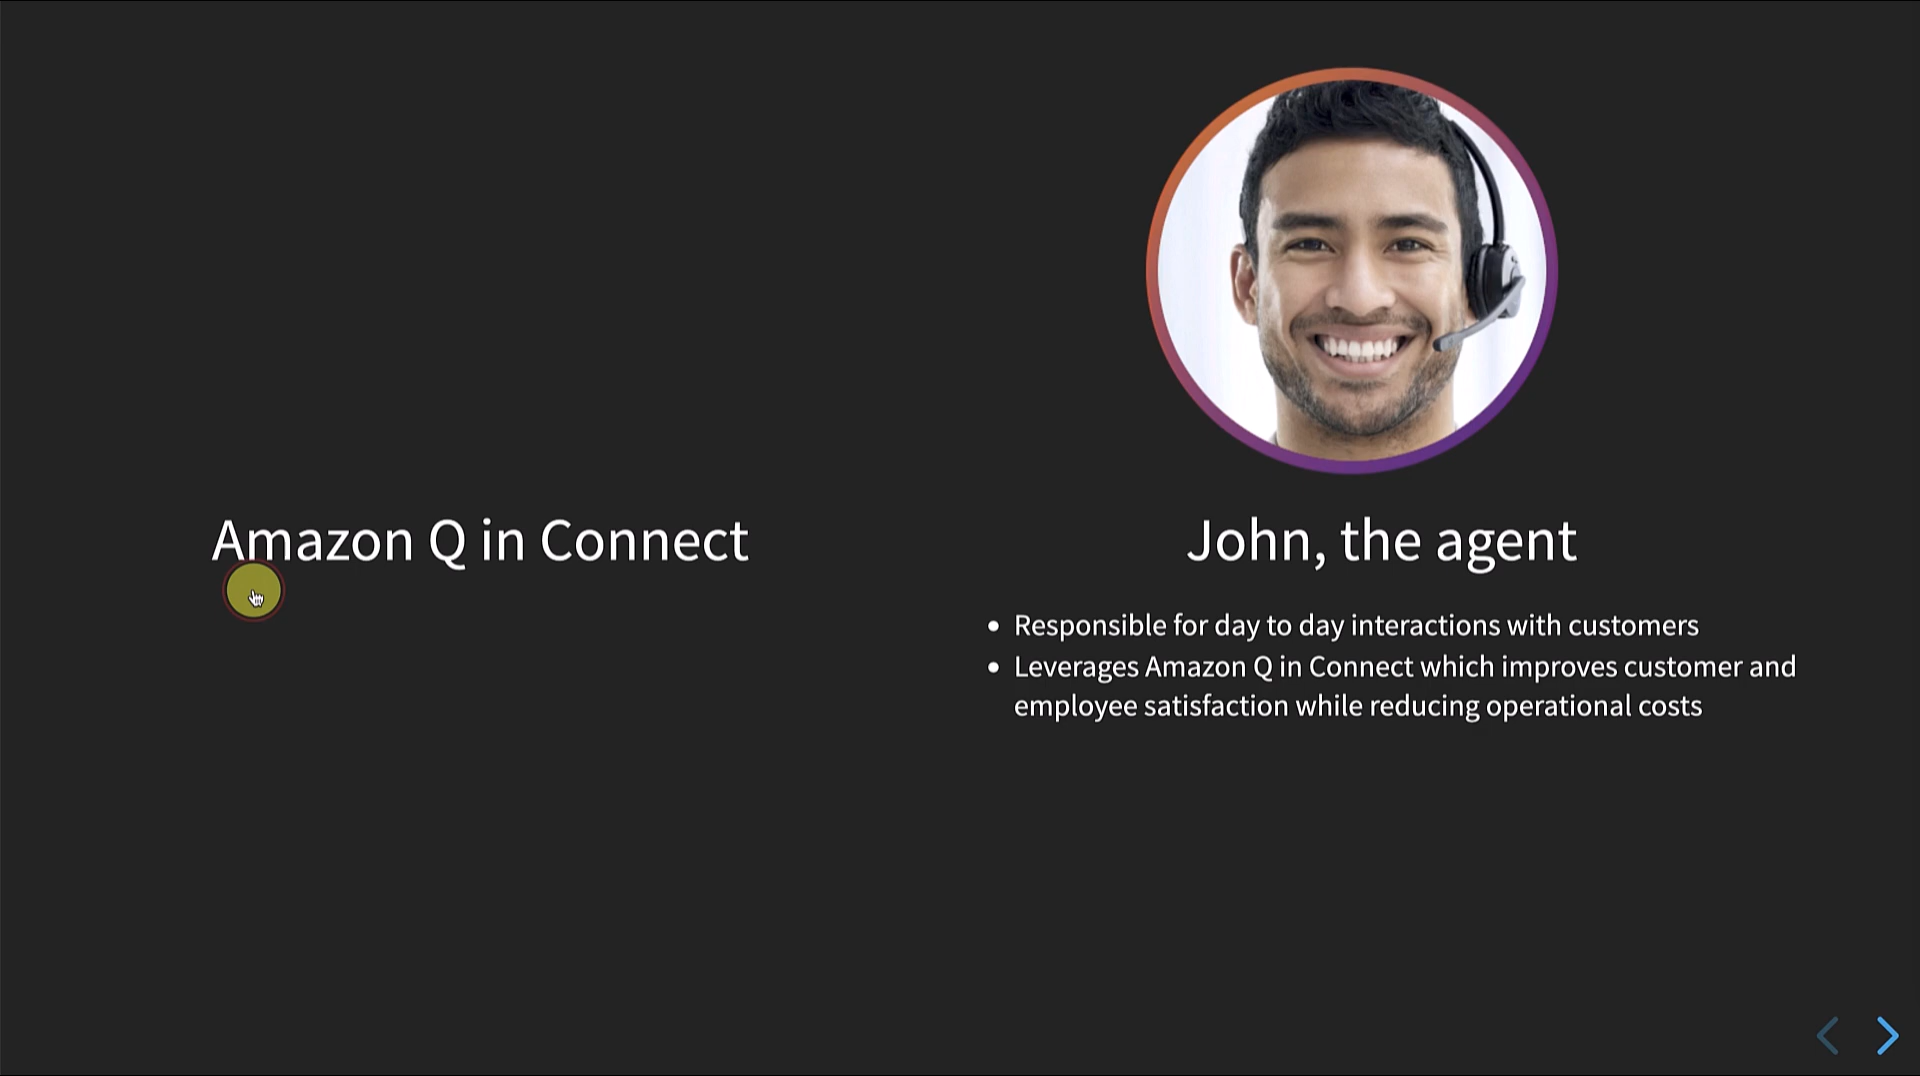 Amazon Q in Connect
John, the agent
Responsible for day to day interactions with customers
Leverages Amazon Q in Connect which improves customer and
employee satisfaction while reducing operational costs